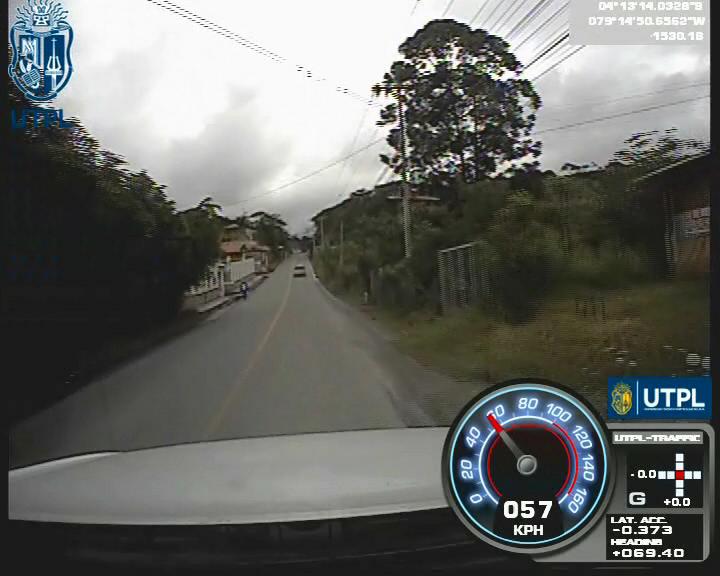 04°13'14.0328"S
079°14'50.6562"W
-1530.18
UTPL
UTPL
0 20 40 60 80 100 120 140 160
057
KPH
UTPL-TRAFFIC
-0.0
G
+0.0
LAT. ACC.
-0.373
HEADING
+069.40